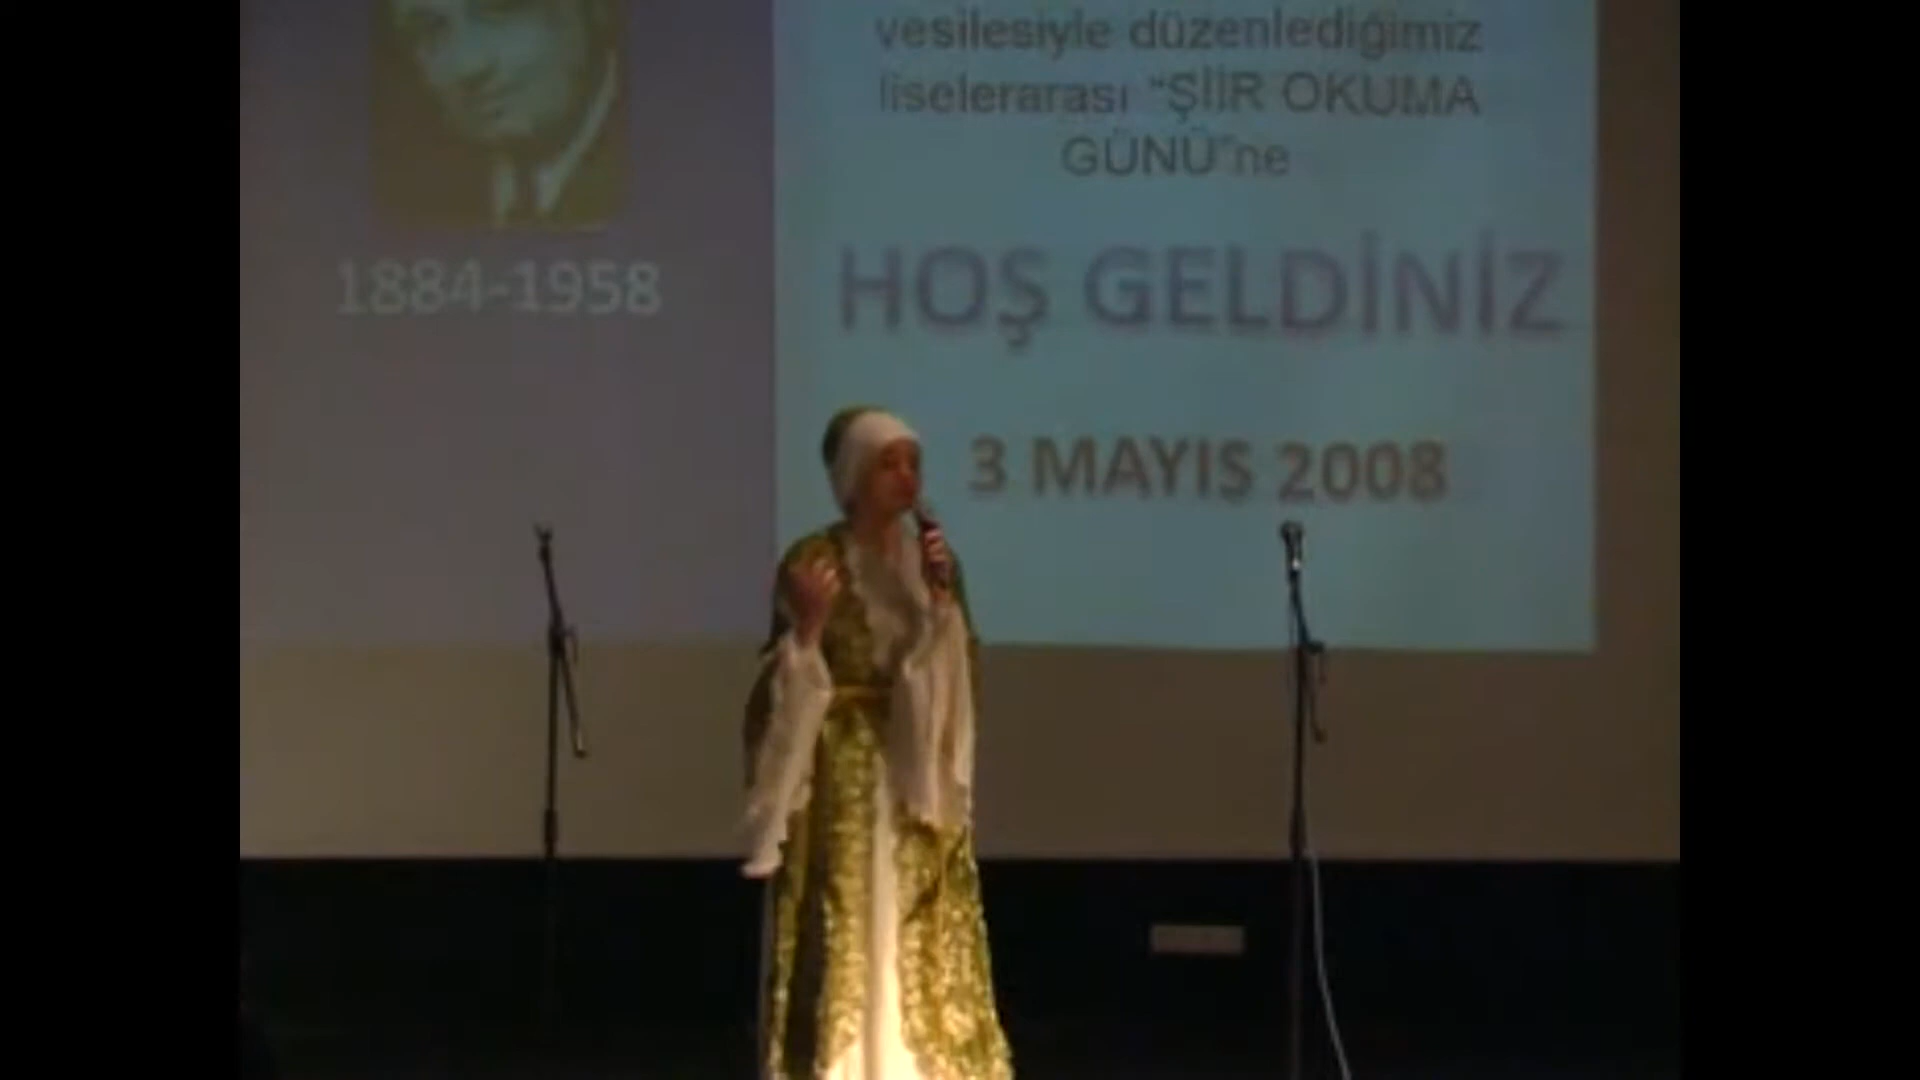 vesilesiyle düzenlediğimiz
liselerarası "ŞİİR OKUMA
GÜNÜ"ne
1884-1958
HOŞ GELDİNİZ
3 MAYIS 2008